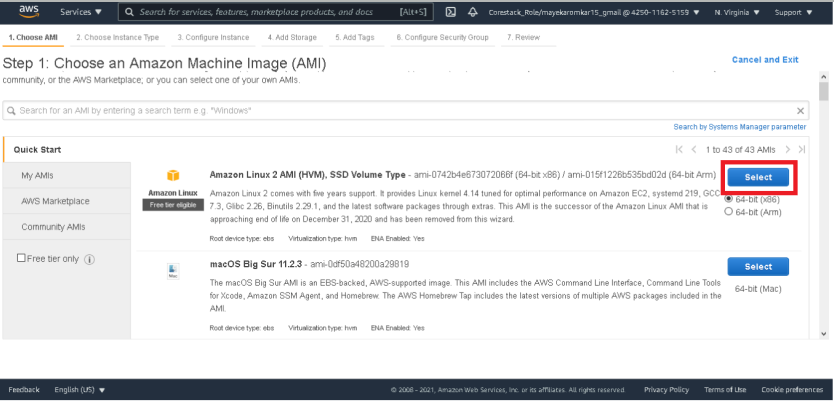 aws Services ▼ Search for services, features, marketplace products, and docs [Alt+S] Corestack_Role/mayekaromkar15_gmail @ 4250-1162-5159 ▼ N. Virginia ▼ Support ▼
1. Choose AMI 2. Choose Instance Type 3. Configure Instance 4. Add Storage 5. Add Tags 6. Configure Security Group 7. Review
Step 1: Choose an Amazon Machine Image (AMI) Cancel and Exit
community, or the AWS Marketplace; or you can select one of your own AMIs.
Search for an AMI by entering a search term e.g. "Windows"
Search by Systems Manager parameter
Quick Start
1 to 43 of 43 AMIs
My AMIs
AWS Marketplace
Community AMIs
Free tier only
Amazon Linux
Free tier eligible
Amazon Linux 2 AMI (HVM), SSD Volume Type - ami-0742b4e673072066f (64-bit x86) / ami-015f1226b535bd02d (64-bit Arm)
Amazon Linux 2 comes with five years support. It provides Linux kernel 4.14 tuned for optimal performance on Amazon EC2, systemd 219, GCC
7.3, Glibc 2.26, Binutils 2.29.1, and the latest software packages through extras. This AMI is the successor of the Amazon Linux AMI that is
approaching end of life on December 31, 2020 and has been removed from this wizard.
Root device type: ebs Virtualization type: hvm ENA Enabled: Yes
Select
64-bit (x86)
64-bit (Arm)
Mac
macOS Big Sur 11.2.3 - ami-0df50a48200a29819
The macOS Big Sur AMI is an EBS-backed, AWS-supported image. This AMI includes the AWS Command Line Interface, Command Line Tools
for Xcode, Amazon SSM Agent, and Homebrew. The AWS Homebrew Tap includes the latest versions of multiple AWS packages included in the
AMI.
Root device type: ebs Virtualization type: hvm ENA Enabled: Yes
Select
64-bit (Mac)
Feedback English (US) ▼ © 2008 - 2021, Amazon Web Services, Inc. or its affiliates. All rights reserved. Privacy Policy Terms of Use Cookie preferences